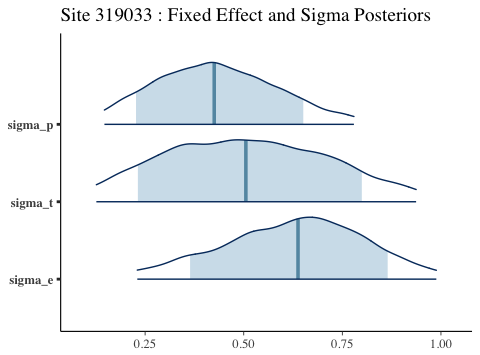 Site 319033 : Fixed Effect and Sigma Posteriors
sigma_p
sigma_t
sigma_e
0.25 0.50 0.75 1.00